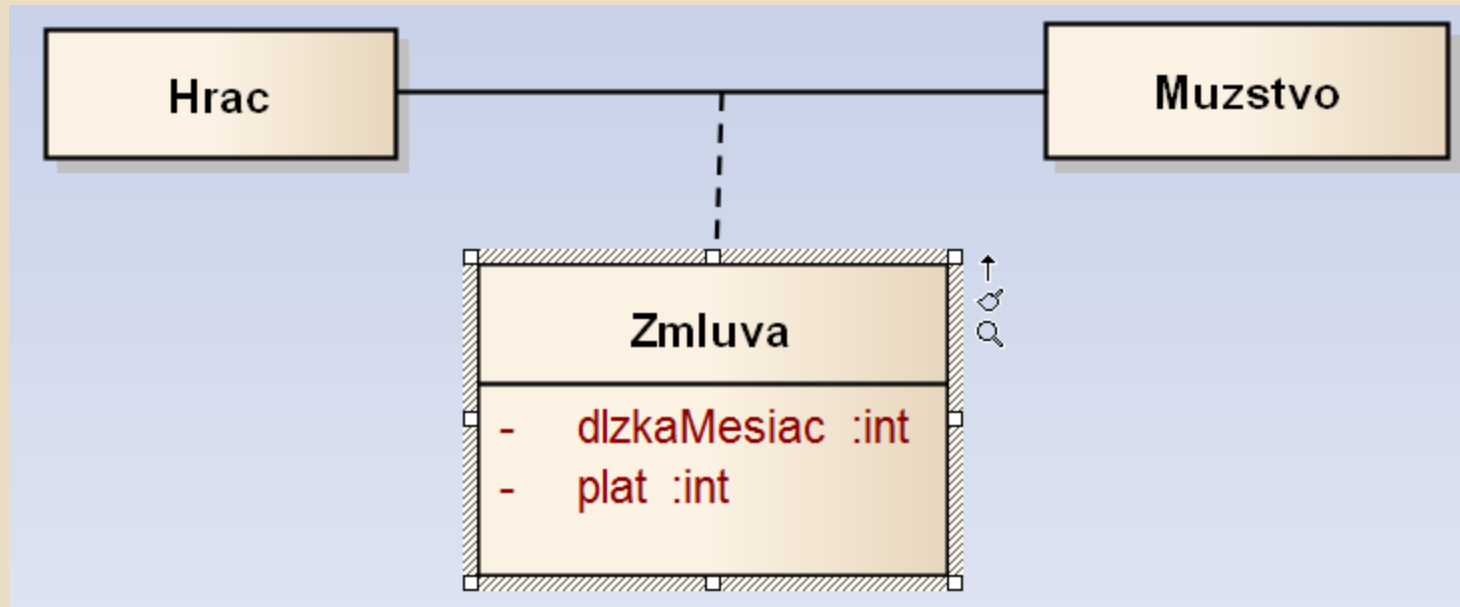 Hrac
Muzstvo
Zmluva
- dlzkaMesiac :int
- plat :int